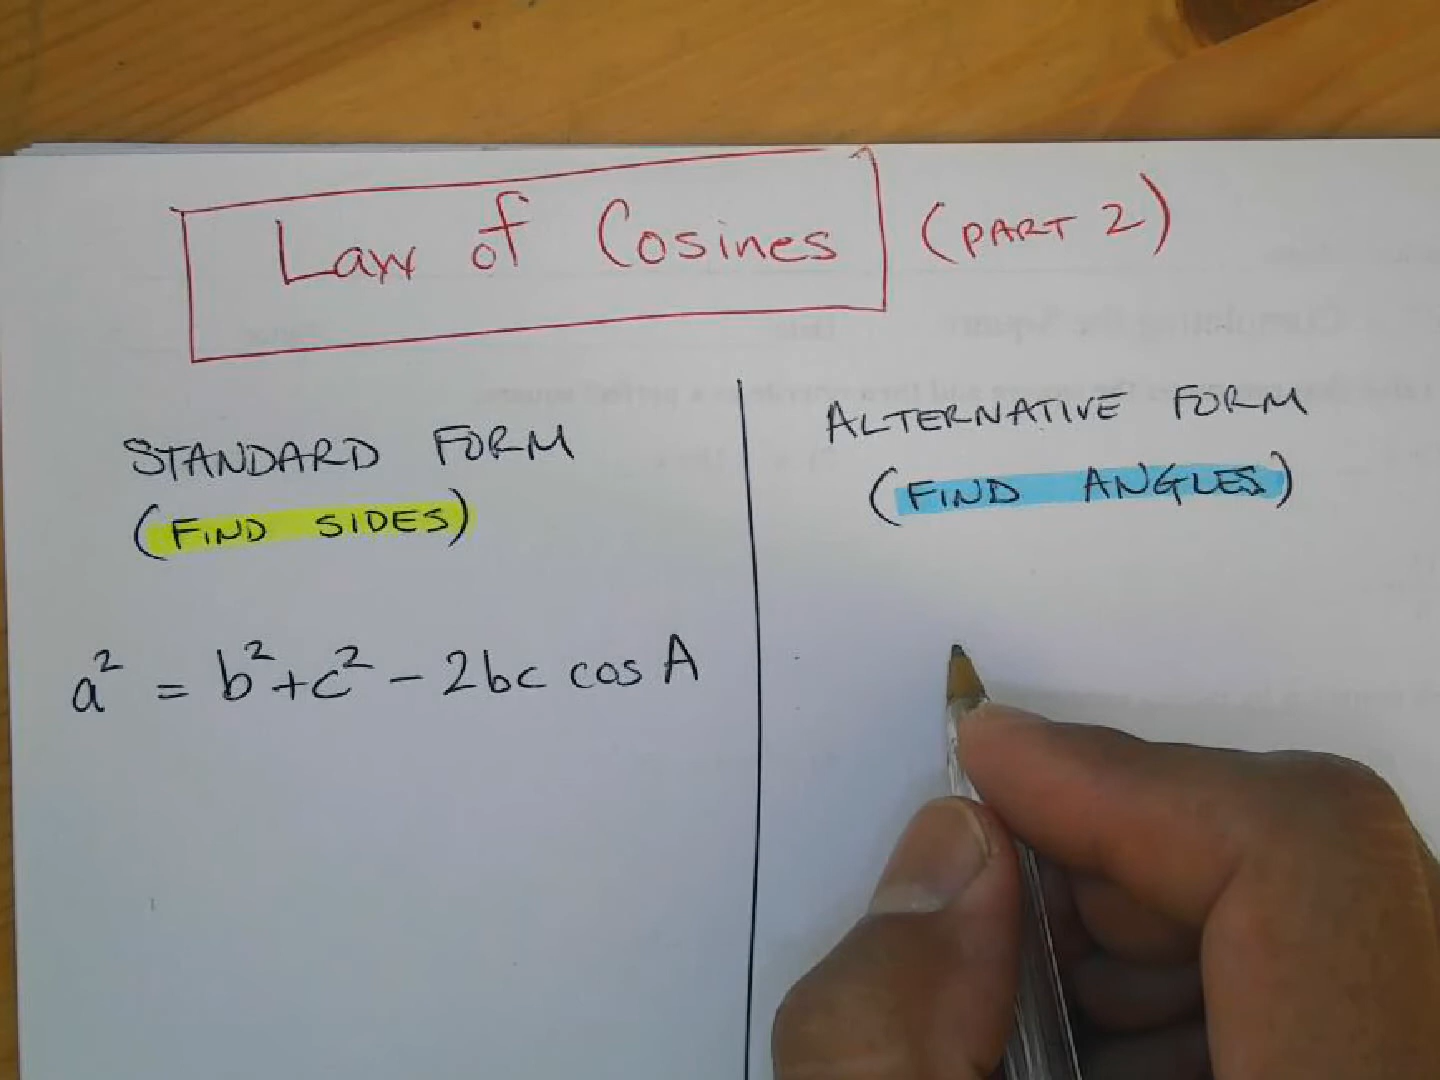 Law of Cosines (PART 2)
STANDARD FORM
(FIND SIDES)
a² = b²+c² - 2bc cos A
ALTERNATIVE FORM
(FIND ANGLES)